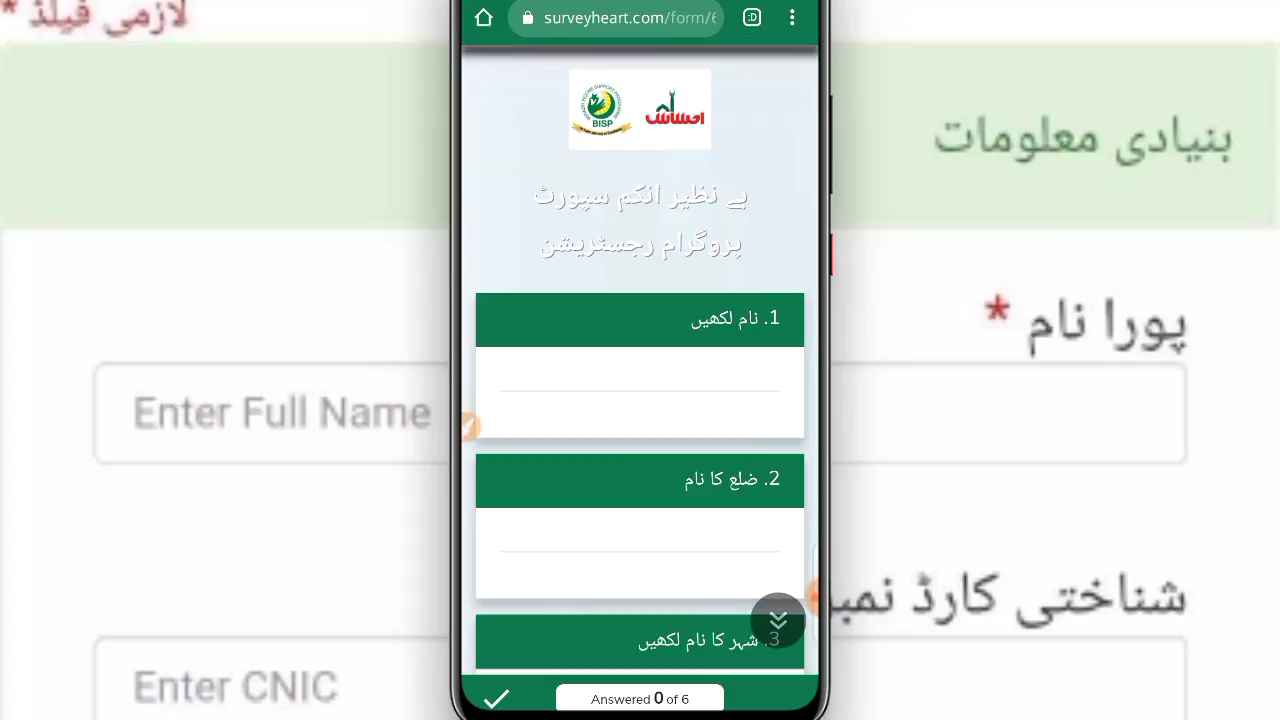 لازمی فیلڈ *
surveyheart.com/form/6
:D
BISP
احساس
بنیادی معلومات
بے نظیر انکم سپورٹ
پروگرام رجسٹریشن
1. نام لکھیں
پورا نام *
Enter Full Name
2. ضلع کا نام
شناختی کارڈ نمبر
3. شہر کا نام لکھیں
Enter CNIC
Answered 0 of 6